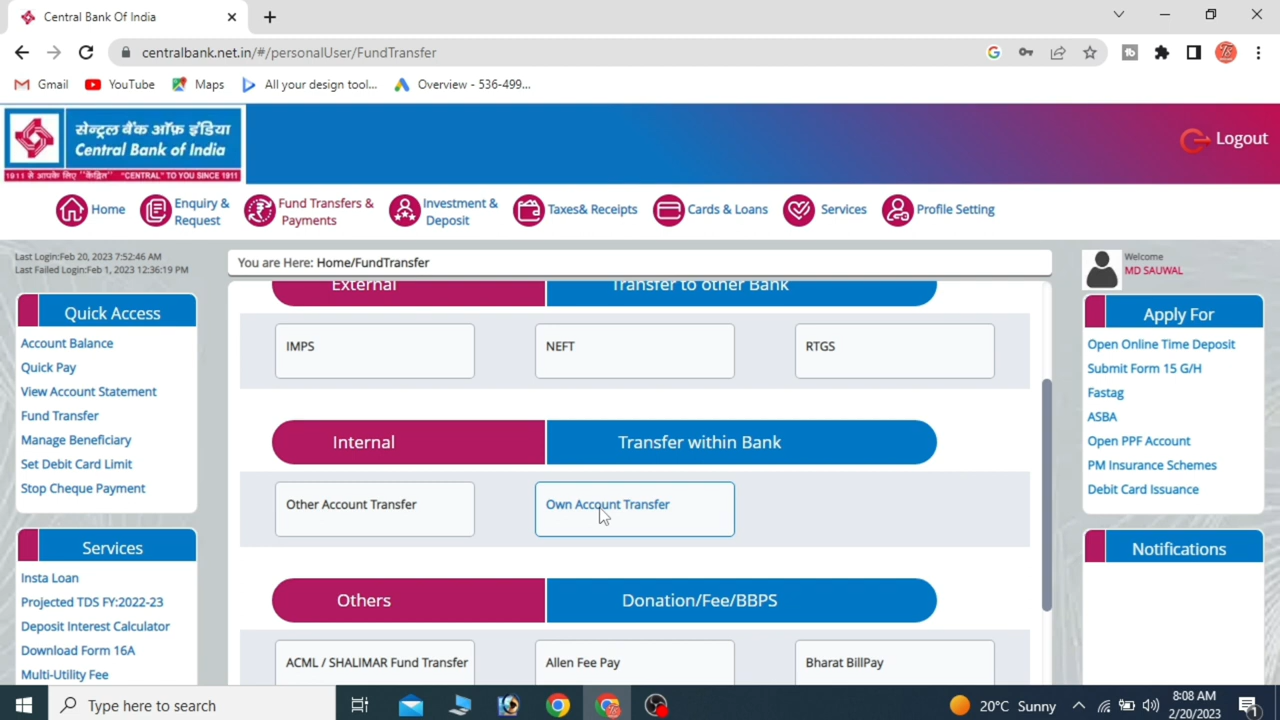 Central Bank Of India
centralbank.net.in/#/personalUser/FundTransfer
Gmail
YouTube
Maps
All your design tool...
Overview - 536-499...
सेन्ट्रल बैंक ऑफ़ इंडिया
Central Bank of India
1911 से आपके लिए "केंद्रित" "CENTRAL" TO YOU SINCE 1911
Logout
Home
Enquiry &
Request
Fund Transfers &
Payments
Investment &
Deposit
Taxes& Receipts
Cards & Loans
Services
Profile Setting
Last Login:Feb 20, 2023 7:52:46 AM
Last Failed Login:Feb 1, 2023 12:36:19 PM
You are Here: Home/FundTransfer
Welcome
MD SAUWAL
Quick Access
Account Balance
Quick Pay
View Account Statement
Fund Transfer
Manage Beneficiary
Set Debit Card Limit
Stop Cheque Payment
Services
Insta Loan
Projected TDS FY:2022-23
Deposit Interest Calculator
Download Form 16A
Multi-Utility Fee
External
Transfer to other Bank
IMPS
NEFT
RTGS
Internal
Transfer within Bank
Other Account Transfer
Own Account Transfer
Others
Donation/Fee/BBPS
ACML / SHALIMAR Fund Transfer
Allen Fee Pay
Bharat BillPay
Apply For
Open Online Time Deposit
Submit Form 15 G/H
Fastag
ASBA
Open PPF Account
PM Insurance Schemes
Debit Card Issuance
Notifications
Type here to search
20°C Sunny
8:08 AM
2/20/2023
1